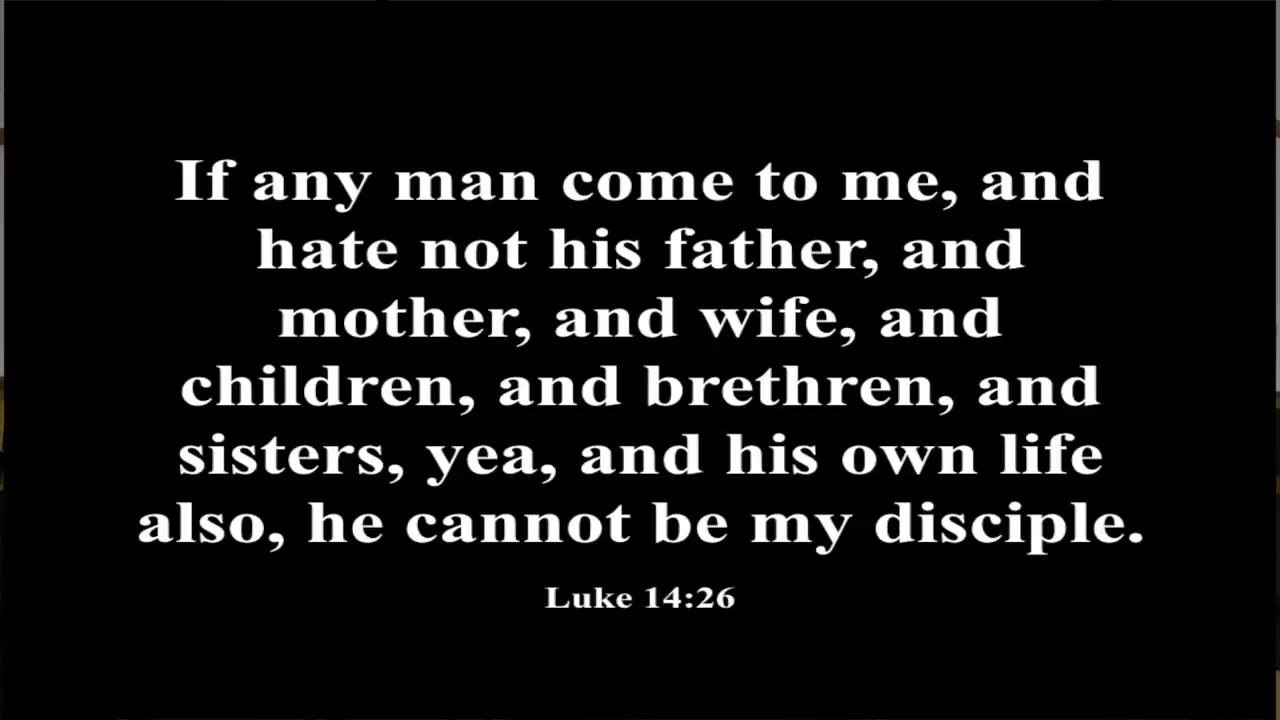 If any man come to me, and
hate not his father, and
mother, and wife, and
children, and brethren, and
sisters, yea, and his own life
also, he cannot be my disciple.
Luke 14:26